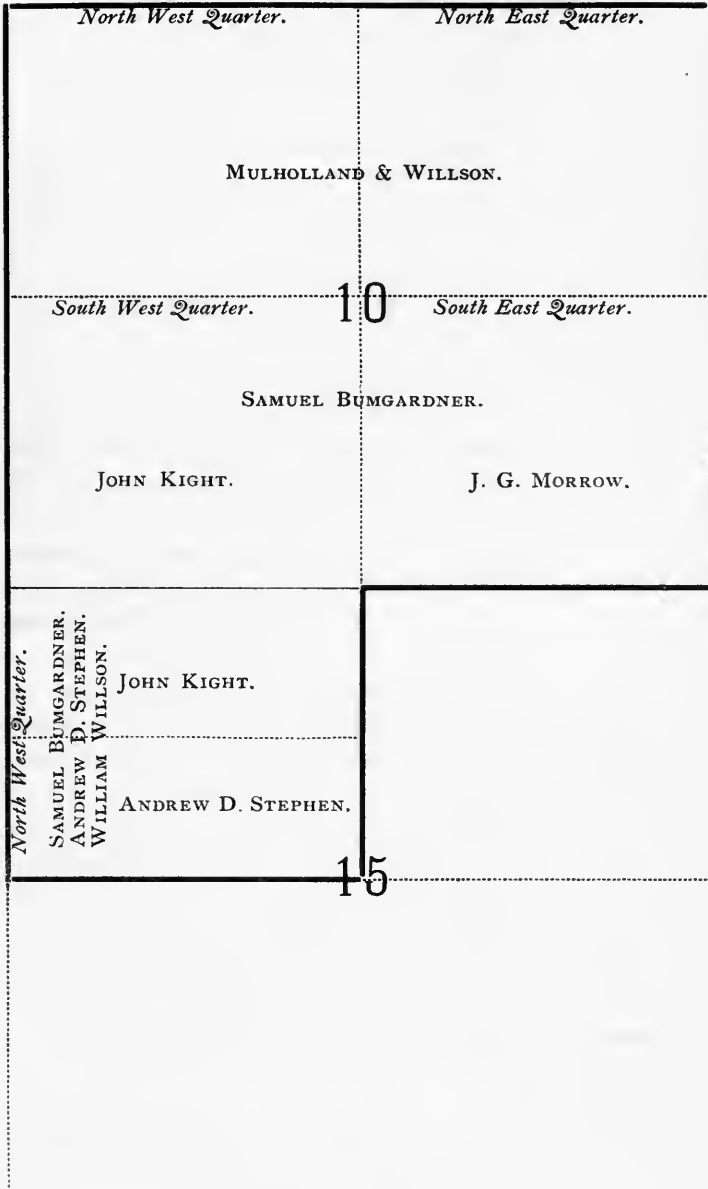 North West Quarter.
North East Quarter.
MULHOLLAND & WILLSON.
10
South West Quarter.
South East Quarter.
SAMUEL BUMGARDNER.
JOHN KIGHT.
J. G. MORROW.
North West Quarter.
SAMUEL BUMGARDNER.
ANDREW D. STEPHEN.
WILLIAM WILLSON.
JOHN KIGHT.
ANDREW D. STEPHEN.
15